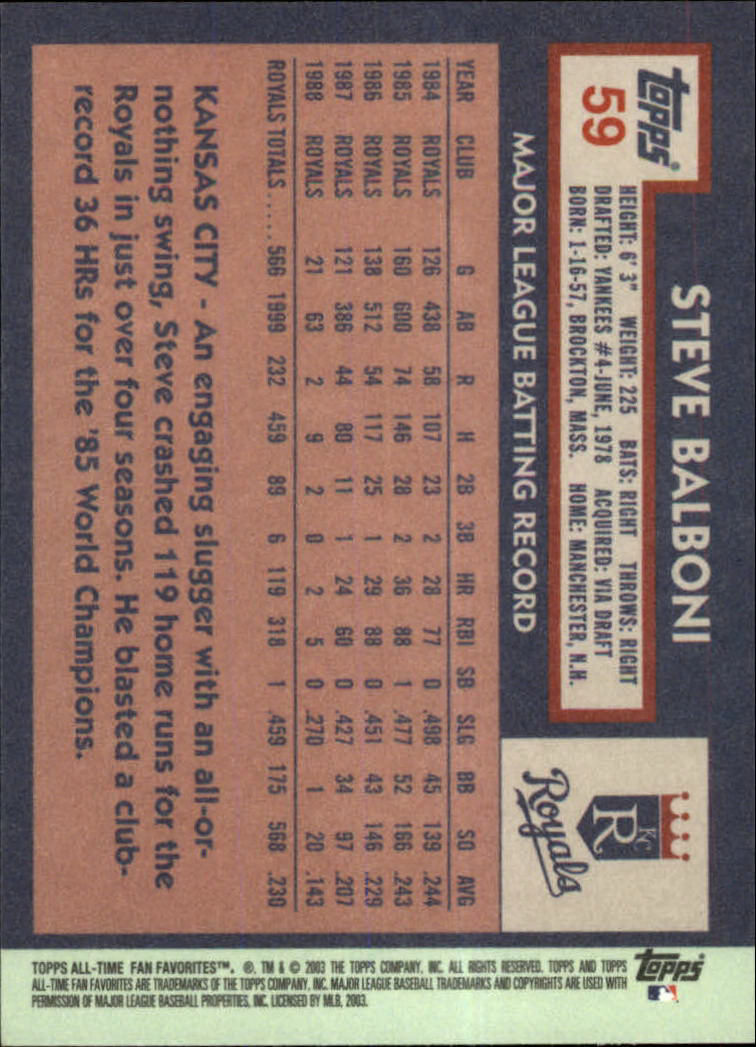 topps®
59
STEVE BALBONI
HEIGHT: 6' 3" WEIGHT: 225 BATS: RIGHT THROWS: RIGHT
DRAFTED: YANKEES #4-JUNE, 1978 ACQUIRED: VIA DRAFT
BORN: 1-16-57, BROCKTON, MASS. HOME: MANCHESTER, N.H.
KC
R
Royals
MAJOR LEAGUE BATTING RECORD
YEAR CLUB G AB R H 2B 3B HR RBI SB SLG BB SO AVG
1984 ROYALS 126 438 58 107 23 2 28 77 0 .498 45 139 .244
1985 ROYALS 160 600 74 146 28 2 36 88 1 .477 52 166 .243
1986 ROYALS 138 512 54 117 25 1 29 88 0 .451 43 146 .229
1987 ROYALS 121 386 44 80 11 1 24 60 0 .427 34 97 .207
1988 ROYALS 21 63 2 9 2 0 2 5 0 .270 1 20 .143
ROYALS TOTALS ..... 566 1999 232 459 89 6 119 318 1 .459 175 568 .230
KANSAS CITY - An engaging slugger with an all-or-
nothing swing, Steve crashed 119 home runs for the
Royals in just over four seasons. He blasted a club-
record 36 HRs for the '85 World Champions.
topps®
TOPPS ALL-TIME FAN FAVORITES™. ®, TM & © 2003 THE TOPPS COMPANY, INC. ALL RIGHTS RESERVED. TOPPS AND TOPPS
ALL-TIME FAN FAVORITES ARE TRADEMARKS OF THE TOPPS COMPANY, INC. MAJOR LEAGUE BASEBALL TRADEMARKS AND COPYRIGHTS ARE USED WITH
PERMISSION OF MAJOR LEAGUE BASEBALL PROPERTIES, INC. LICENSED BY MLB, 2003.